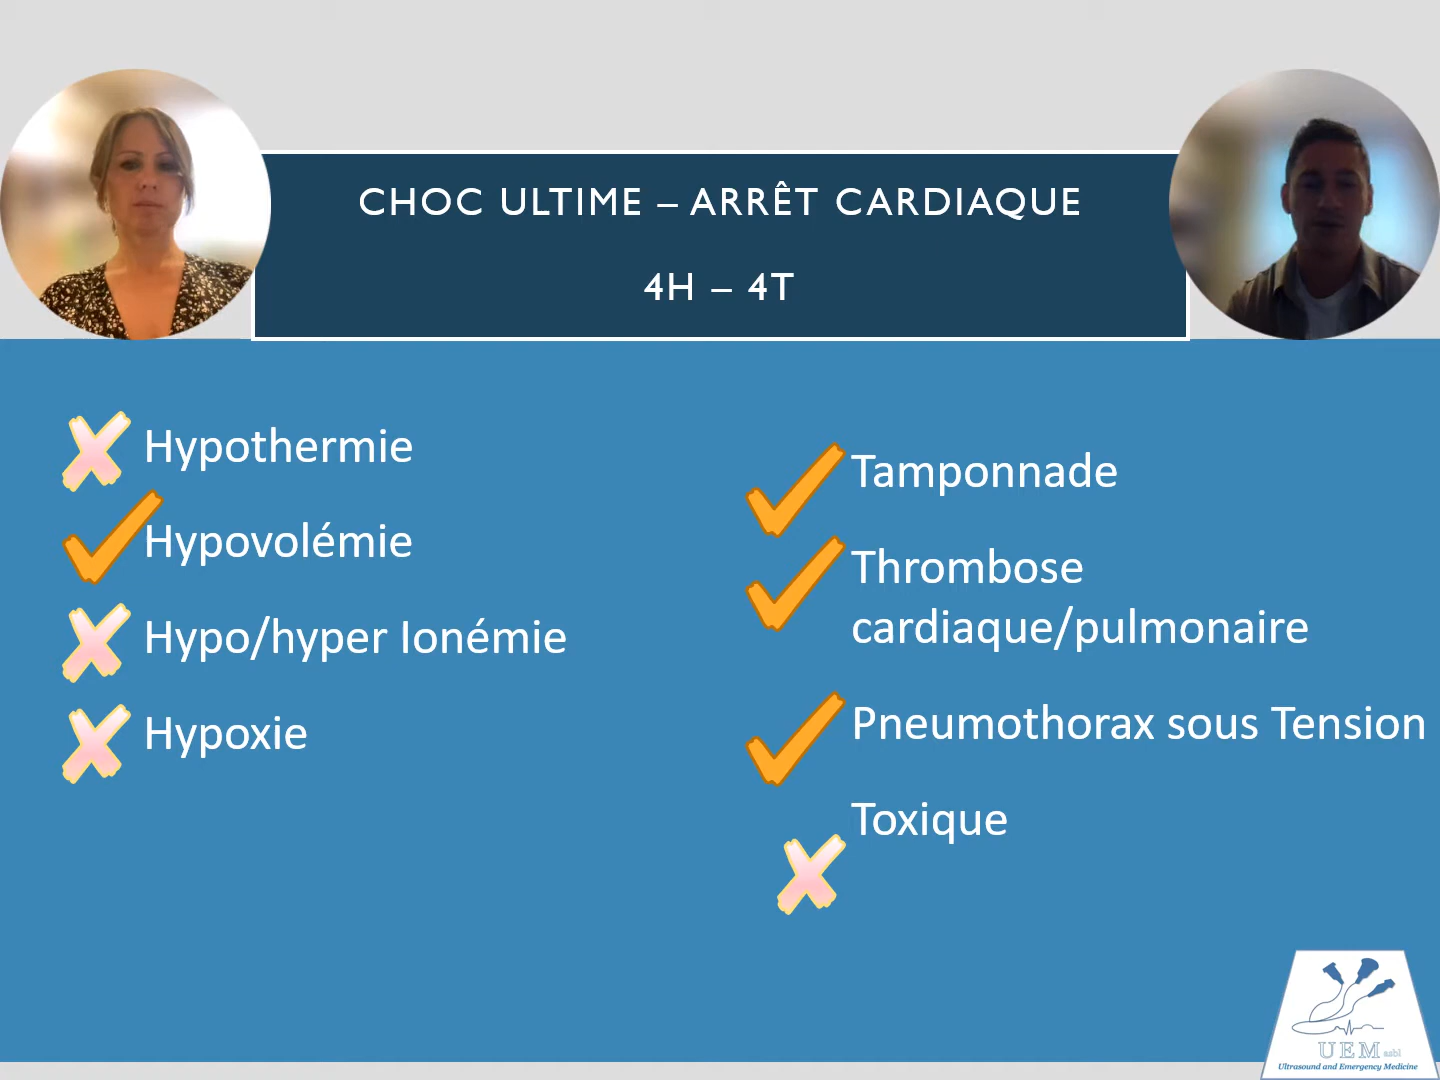 CHOC ULTIME – ARRÊT CARDIAQUE
4H – 4T
Hypothermie
Hypovolémie
Hypo/hyper Ionémie
Hypoxie
Tamponnade
Thrombose
cardiaque/pulmonaire
Pneumothorax sous Tension
Toxique
UEM asbl
Ultrasound and Emergency Medicine